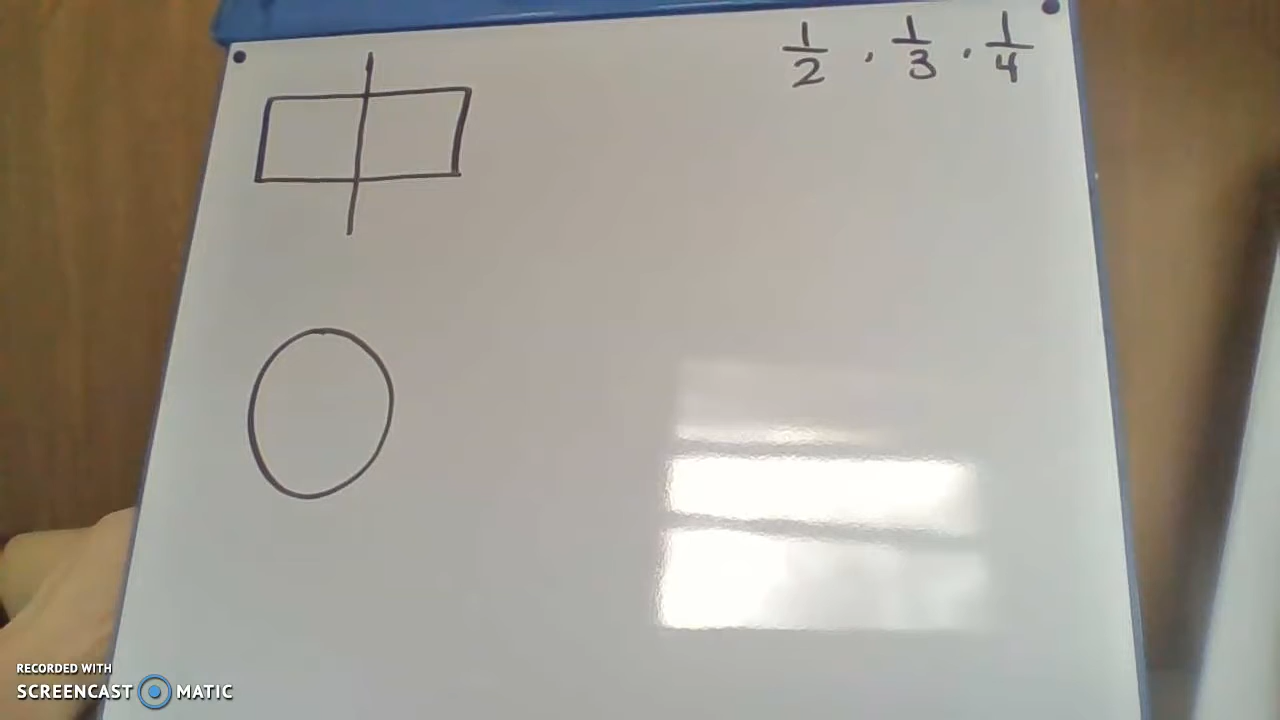 1/2 , 1/3 , 1/4
RECORDED WITH
SCREENCAST MATIC